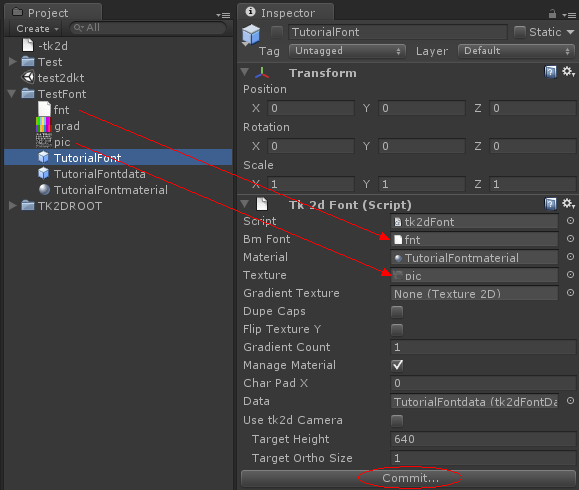 Project
Create
All
-tk2d
Test
test2dkt
TestFont
fnt
grad
pic
TutorialFont
TutorialFontdata
TutorialFontmaterial
TK2DROOT
Inspector
TutorialFont
Static
Tag Untagged Layer Default
Transform
Position
X 0 Y 0 Z 0
Rotation
X 0 Y 0 Z 0
Scale
X 1 Y 1 Z 1
Tk 2d Font (Script)
Script tk2dFont
Bm Font fnt
Material TutorialFontmaterial
Texture pic
Gradient Texture None (Texture 2D)
Dupe Caps
Flip Texture Y
Gradient Count 1
Manage Material
Char Pad X 0
Data TutorialFontdata (tk2dFontDa
Use tk2d Camera
Target Height 640
Target Ortho Size 1
Commit...